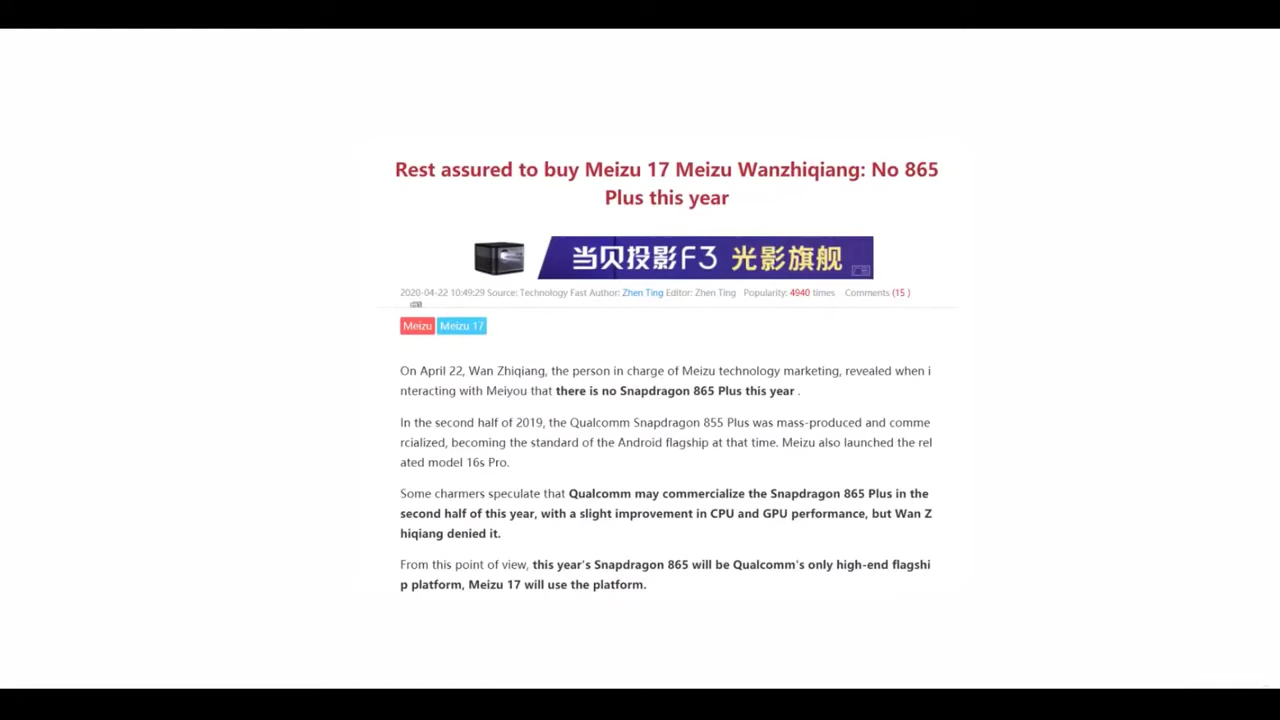 Rest assured to buy Meizu 17 Meizu Wanzhiqiang: No 865
Plus this year
当贝投影F3 光影旗舰
2020-04-22 10:49:29 Source: Technology Fast Author: Zhen Ting Editor: Zhen Ting Popularity: 4940 times Comments (15 )
Meizu Meizu 17
On April 22, Wan Zhiqiang, the person in charge of Meizu technology marketing, revealed when i
nteracting with Meiyou that there is no Snapdragon 865 Plus this year .
In the second half of 2019, the Qualcomm Snapdragon 855 Plus was mass-produced and comme
rcialized, becoming the standard of the Android flagship at that time. Meizu also launched the rel
ated model 16s Pro.
Some charmers speculate that Qualcomm may commercialize the Snapdragon 865 Plus in the
second half of this year, with a slight improvement in CPU and GPU performance, but Wan Z
hiqiang denied it.
From this point of view, this year's Snapdragon 865 will be Qualcomm's only high-end flagshi
p platform, Meizu 17 will use the platform.